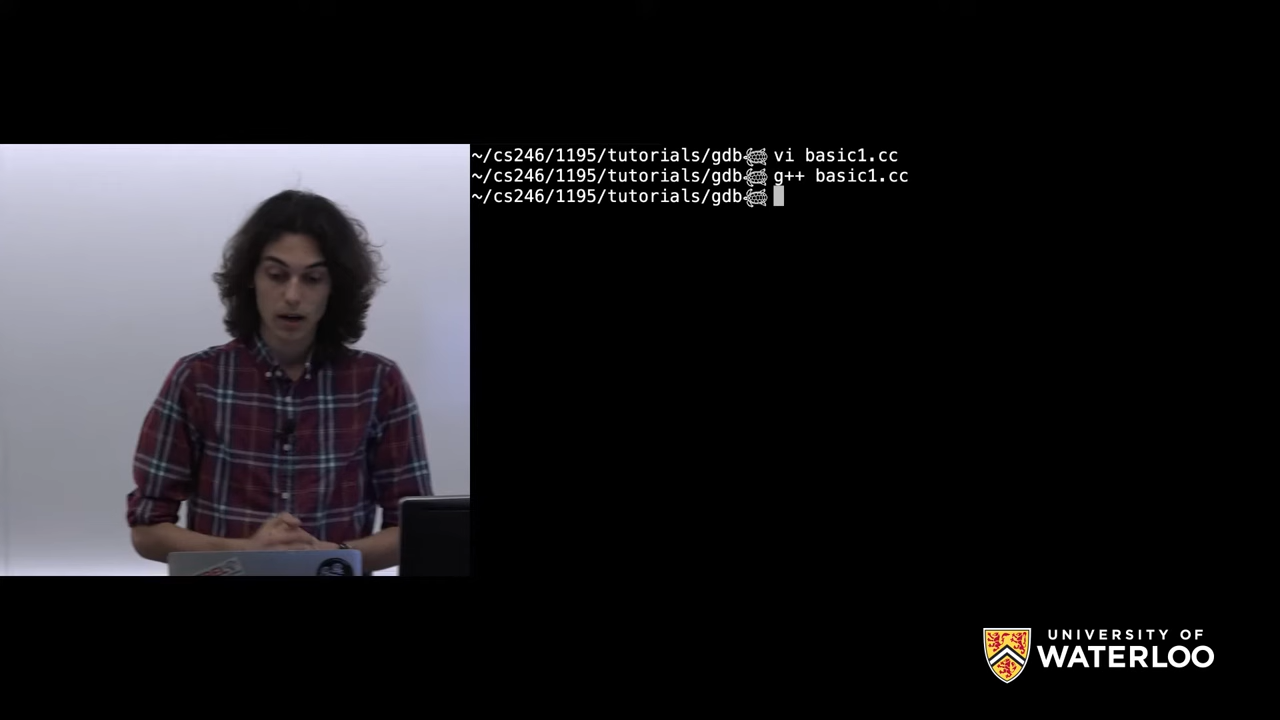 ~/cs246/1195/tutorials/gdb🐢 vi basic1.cc
~/cs246/1195/tutorials/gdb🐢 g++ basic1.cc
~/cs246/1195/tutorials/gdb🐢
UNIVERSITY OF
WATERLOO